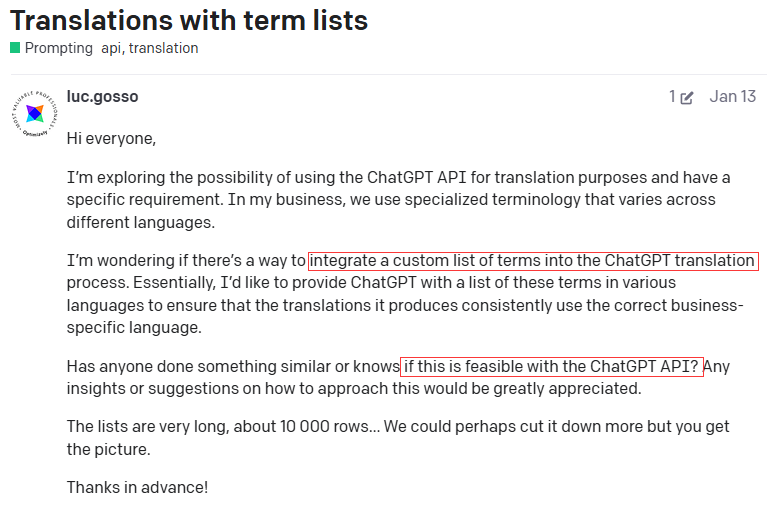 Translations with term lists
Prompting api, translation
luc.gosso
1 Jan 13
Hi everyone,
I'm exploring the possibility of using the ChatGPT API for translation purposes and have a
specific requirement. In my business, we use specialized terminology that varies across
different languages.
I'm wondering if there's a way to integrate a custom list of terms into the ChatGPT translation
process. Essentially, I'd like to provide ChatGPT with a list of these terms in various
languages to ensure that the translations it produces consistently use the correct business-
specific language.
Has anyone done something similar or knows if this is feasible with the ChatGPT API? Any
insights or suggestions on how to approach this would be greatly appreciated.
The lists are very long, about 10 000 rows... We could perhaps cut it down more but you get
the picture.
Thanks in advance!